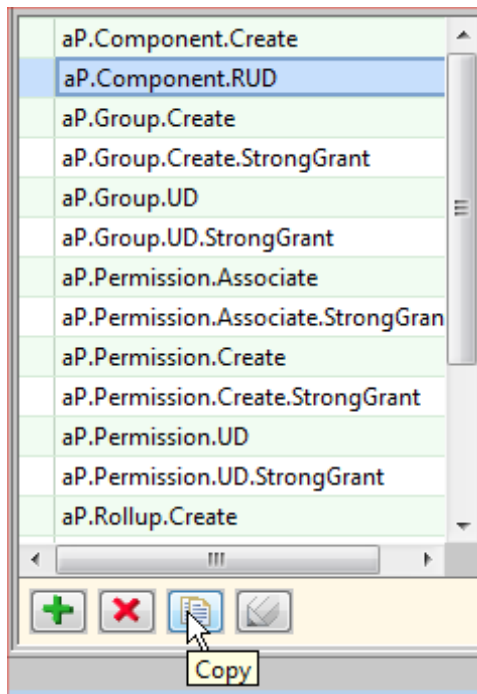 aP.Component.Create
aP.Component.RUD
aP.Group.Create
aP.Group.Create.StrongGrant
aP.Group.UD
aP.Group.UD.StrongGrant
aP.Permission.Associate
aP.Permission.Associate.StrongGran
aP.Permission.Create
aP.Permission.Create.StrongGrant
aP.Permission.UD
aP.Permission.UD.StrongGrant
aP.Rollup.Create
Copy